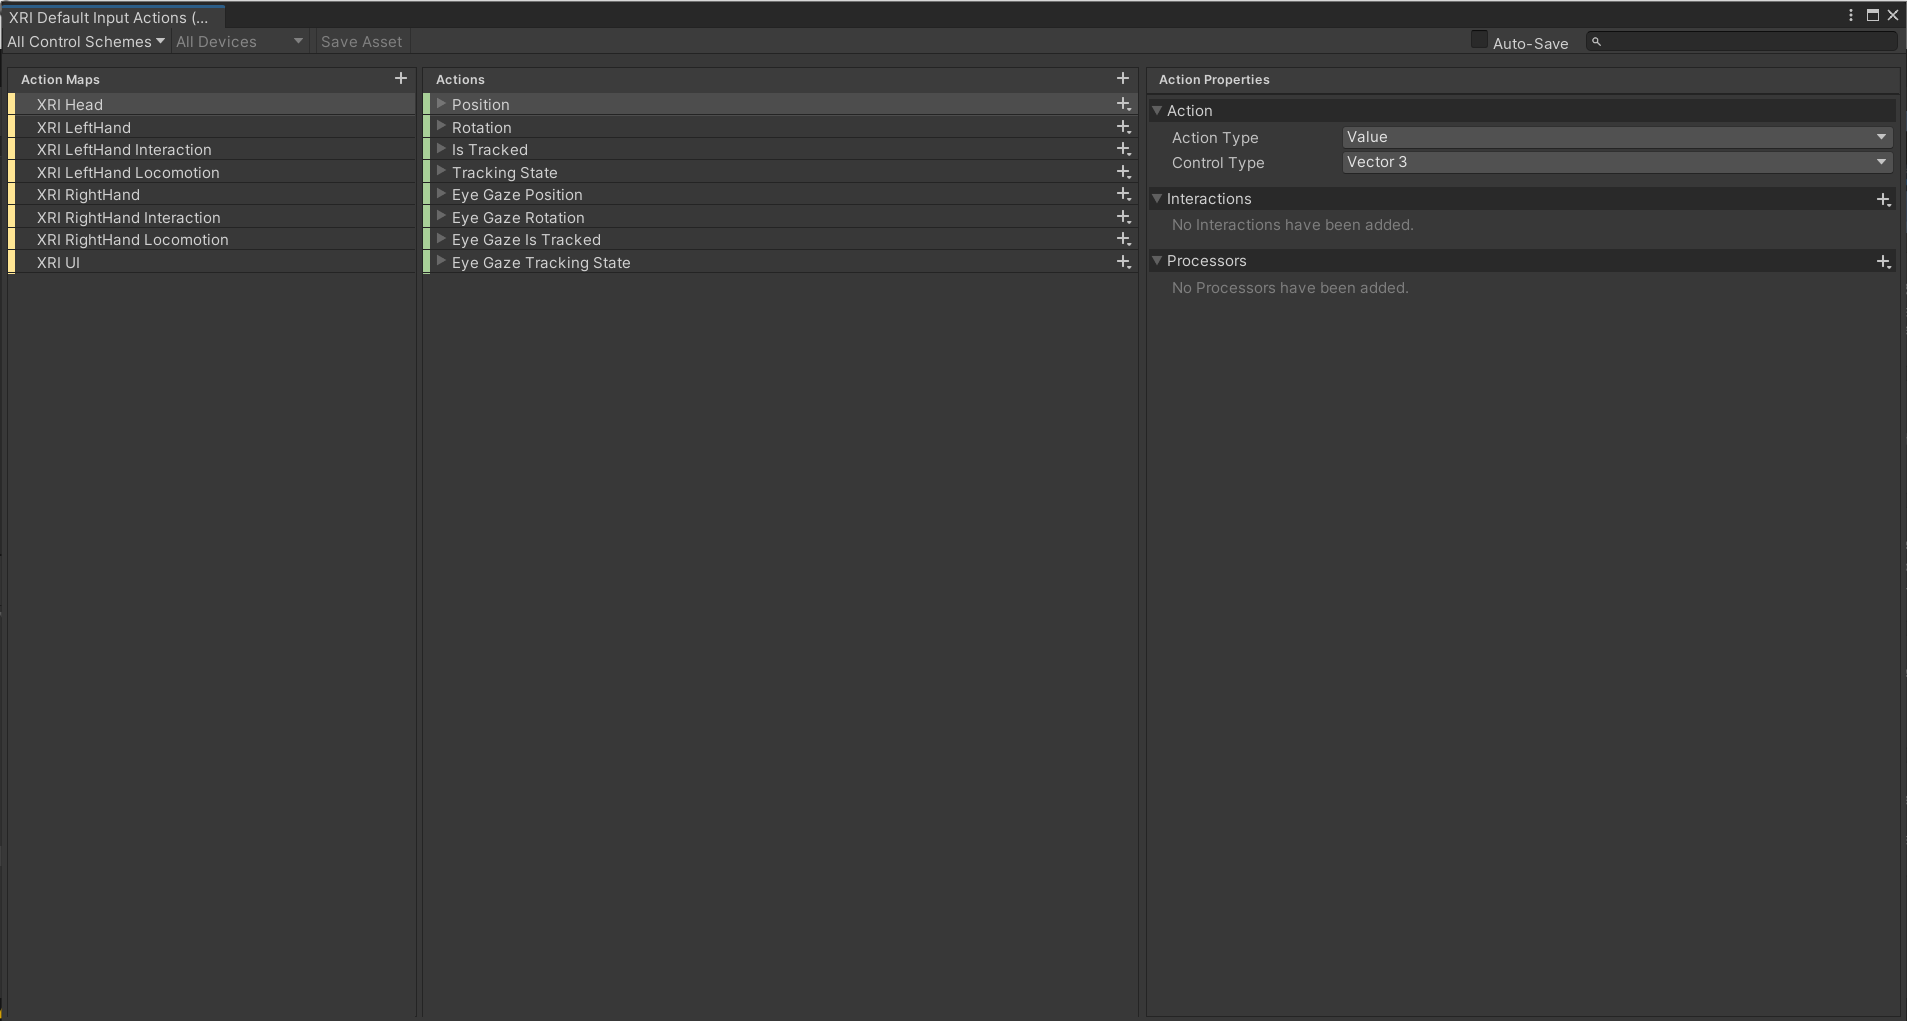 XRI Default Input Actions (...
All Control Schemes
All Devices
Save Asset
Auto-Save
Action Maps
XRI Head
XRI LeftHand
XRI LeftHand Interaction
XRI LeftHand Locomotion
XRI RightHand
XRI RightHand Interaction
XRI RightHand Locomotion
XRI UI
Actions
Position
Rotation
Is Tracked
Tracking State
Eye Gaze Position
Eye Gaze Rotation
Eye Gaze Is Tracked
Eye Gaze Tracking State
Action Properties
Action
Action Type Value
Control Type Vector 3
Interactions
No Interactions have been added.
Processors
No Processors have been added.